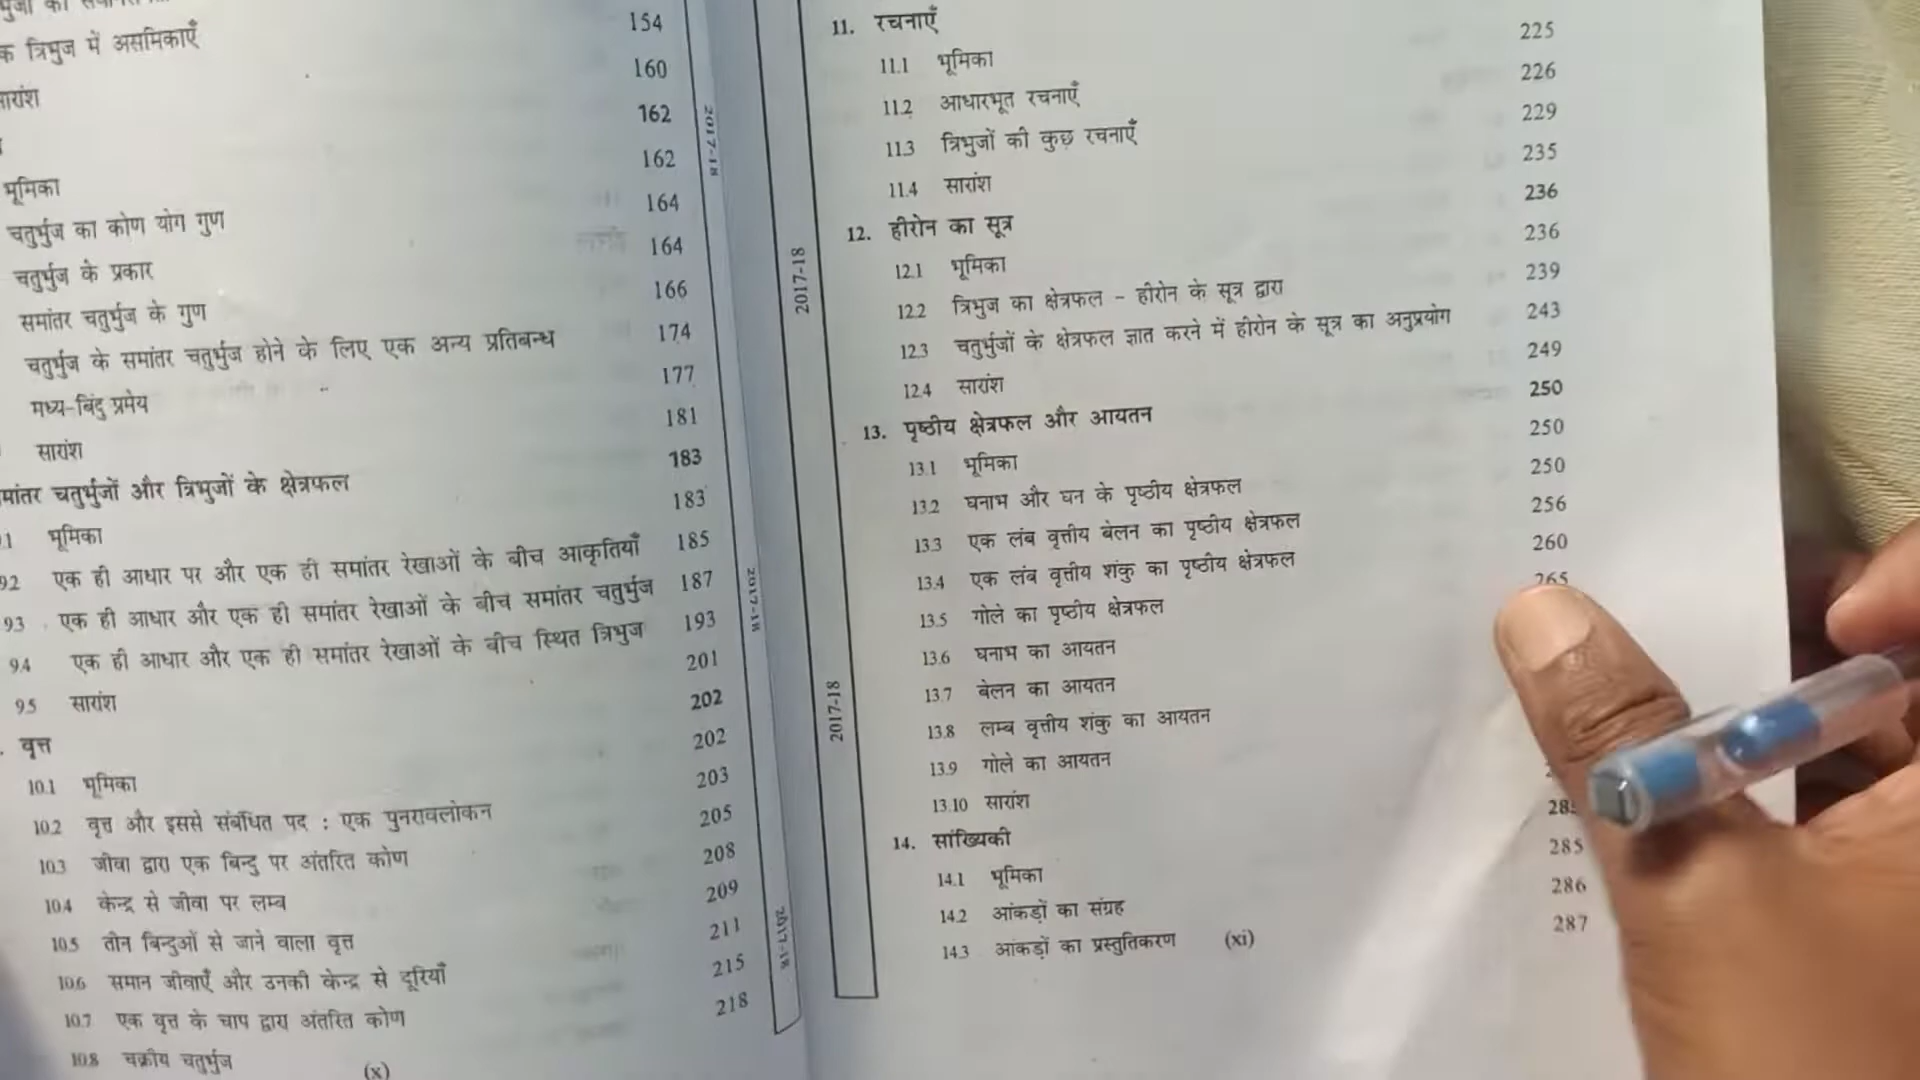 त्रिभुज में असमिकाएँ 154
160
162
भूमिका 162
चतुर्भुज का कोण योग गुण 164
चतुर्भुज के प्रकार 164
समांतर चतुर्भुज के गुण 166
चतुर्भुज के समांतर चतुर्भुज होने के लिए एक अन्य प्रतिबन्ध 174
मध्य-बिंदु प्रमेय 177
सारांश 181
चतुर्भुजों और त्रिभुजों के क्षेत्रफल 183
भूमिका 183
9.2 एक ही आधार पर और एक ही समांतर रेखाओं के बीच आकृतियाँ 185
9.3 एक ही आधार और एक ही समांतर रेखाओं के बीच समांतर चतुर्भुज 187
9.4 एक ही आधार और एक ही समांतर रेखाओं के बीच स्थित त्रिभुज 193
9.5 सारांश 201
वृत्त 202
10.1 भूमिका 202
10.2 वृत्त और इससे संबंधित पद : एक पुनरावलोकन 203
10.3 जीवा द्वारा एक बिन्दु पर अंतरित कोण 205
10.4 केन्द्र से जीवा पर लम्ब 208
10.5 तीन बिन्दुओं से जाने वाला वृत्त 209
10.6 समान जीवाएँ और उनकी केन्द्र से दूरियाँ 211
10.7 एक वृत्त के चाप द्वारा अंतरित कोण 215
10.8 चक्रीय चतुर्भुज 218
(x)
2017-18
2017-18
2017-18
2017-18
2017-18
11. रचनाएँ
11.1 भूमिका 225
11.2 आधारभूत रचनाएँ 226
11.3 त्रिभुजों की कुछ रचनाएँ 229
11.4 सारांश 235
12. हीरोन का सूत्र 236
12.1 भूमिका 236
12.2 त्रिभुज का क्षेत्रफल – हीरोन के सूत्र द्वारा 239
12.3 चतुर्भुजों के क्षेत्रफल ज्ञात करने में हीरोन के सूत्र का अनुप्रयोग 243
12.4 सारांश 249
13. पृष्ठीय क्षेत्रफल और आयतन 250
13.1 भूमिका 250
13.2 घनाभ और घन के पृष्ठीय क्षेत्रफल 250
13.3 एक लंब वृत्तीय बेलन का पृष्ठीय क्षेत्रफल 256
13.4 एक लंब वृत्तीय शंकु का पृष्ठीय क्षेत्रफल 260
13.5 गोले का पृष्ठीय क्षेत्रफल 265
13.6 घनाभ का आयतन
13.7 बेलन का आयतन
13.8 लम्ब वृत्तीय शंकु का आयतन
13.9 गोले का आयतन
13.10 सारांश
14. सांख्यिकी
14.1 भूमिका 285
14.2 आंकड़ों का संग्रह 286
14.3 आंकड़ों का प्रस्तुतिकरण 287
(xi)